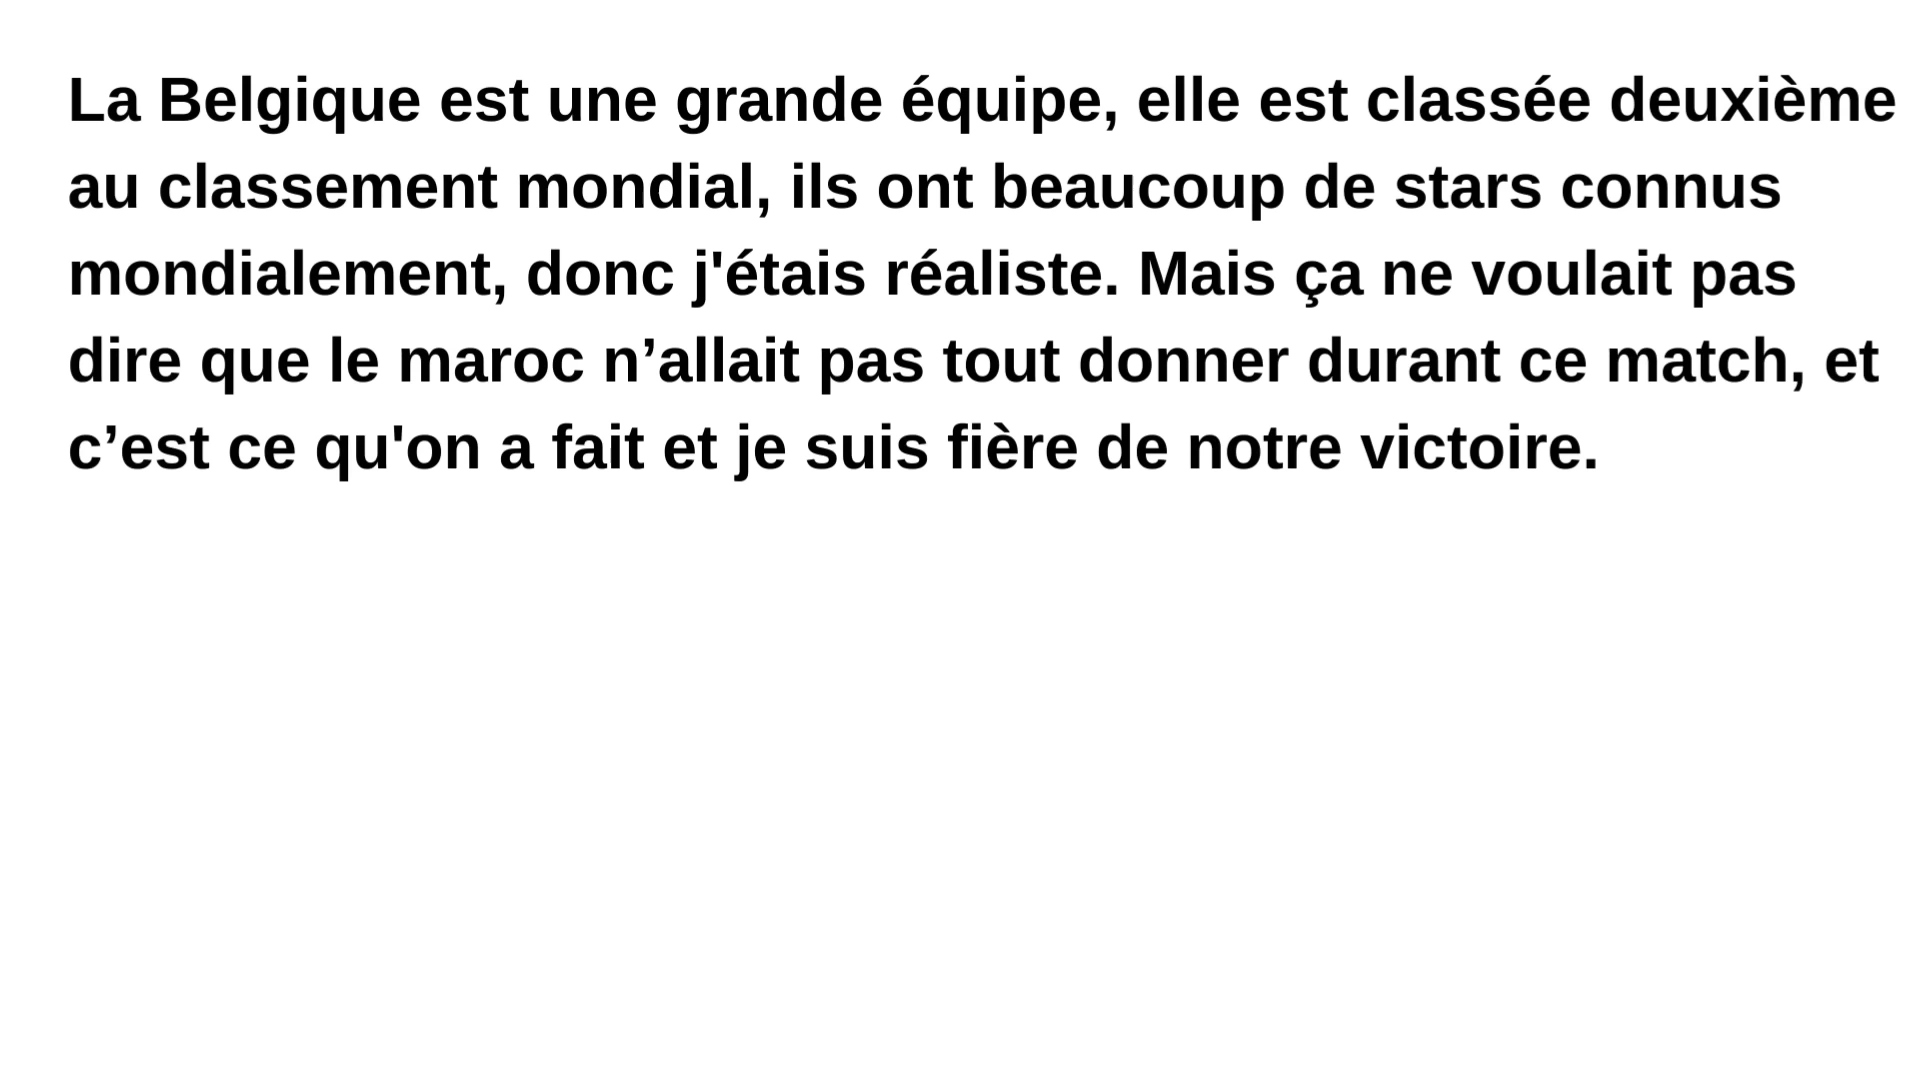 La Belgique est une grande équipe, elle est classée deuxième
au classement mondial, ils ont beaucoup de stars connus
mondialement, donc j'étais réaliste. Mais ça ne voulait pas
dire que le maroc n’allait pas tout donner durant ce match, et
c’est ce qu'on a fait et je suis fière de notre victoire.